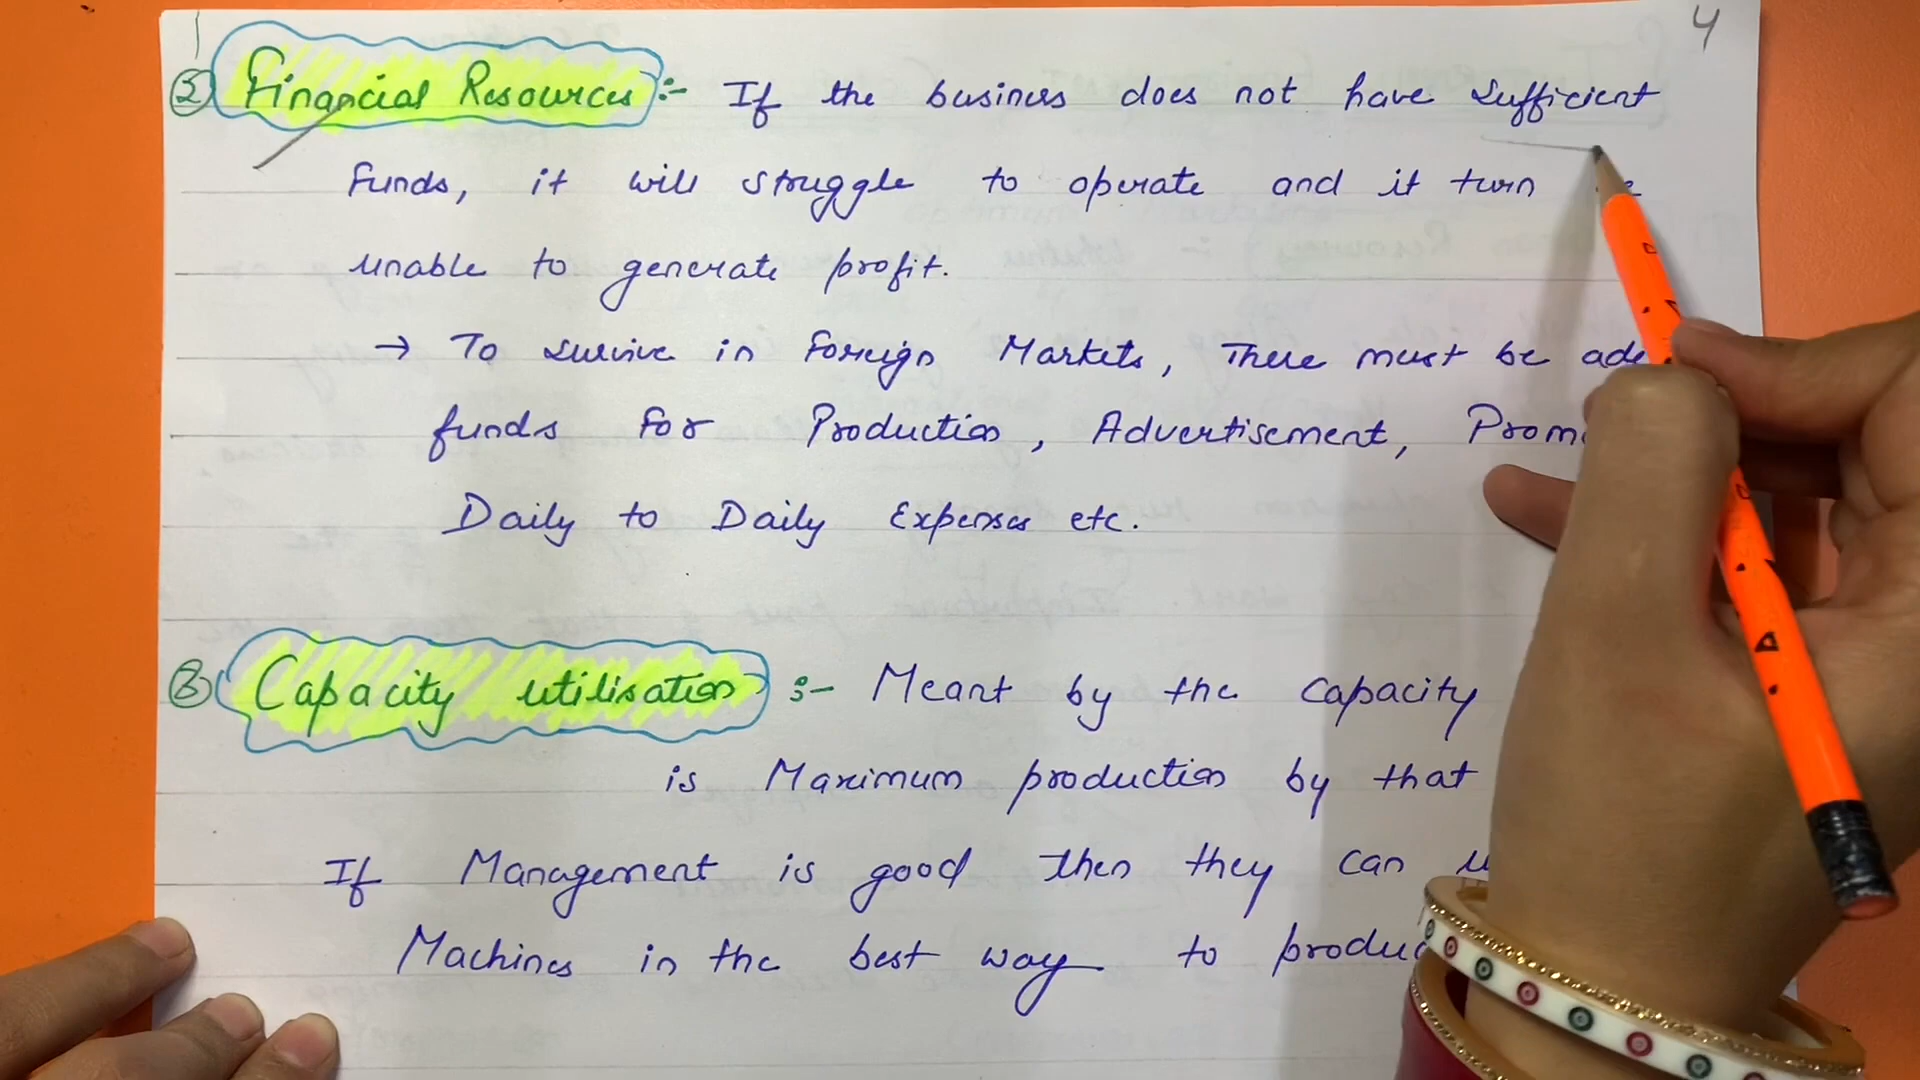 4
② Financial Resources :- If the business does not have sufficient
funds, it will struggle to operate and it turn
unable to generate profit.
→ To survive in foreign Markets, There must be
funds for Production, Advertisement,
Daily to Daily Expenses etc.
③ Capacity utilisation :- Meant by the capacity
is Maximum production by that
If Management is good then they can
Machines in the best way to